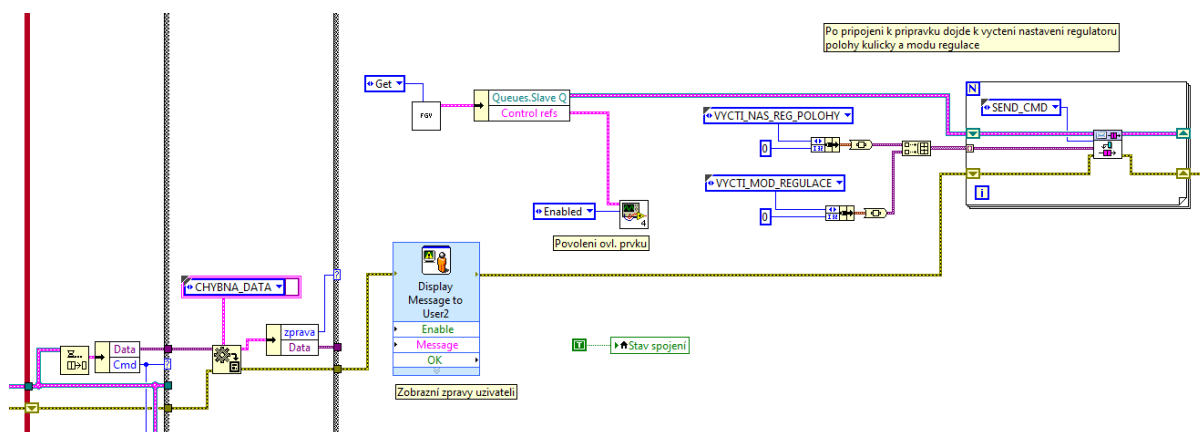 Po pripojeni k pripravku dojde k vycteni nastaveni regulatoru
polohy kulicky a modu regulace
Get
FGV
Queues.Slave Q
Control refs
VYCTI_NAS_REG_POLOHY
0
VYCTI_MOD_REGULACE
0
N
SEND_CMD
i
Enabled
4
Povoleni ovl. prvku
CHYBNA_DATA
Display
Message to
User2
Enable
Message
OK
Zobrazní zpravy uzivateli
zprava
Data
Data
Cmd
T
Stav spojení